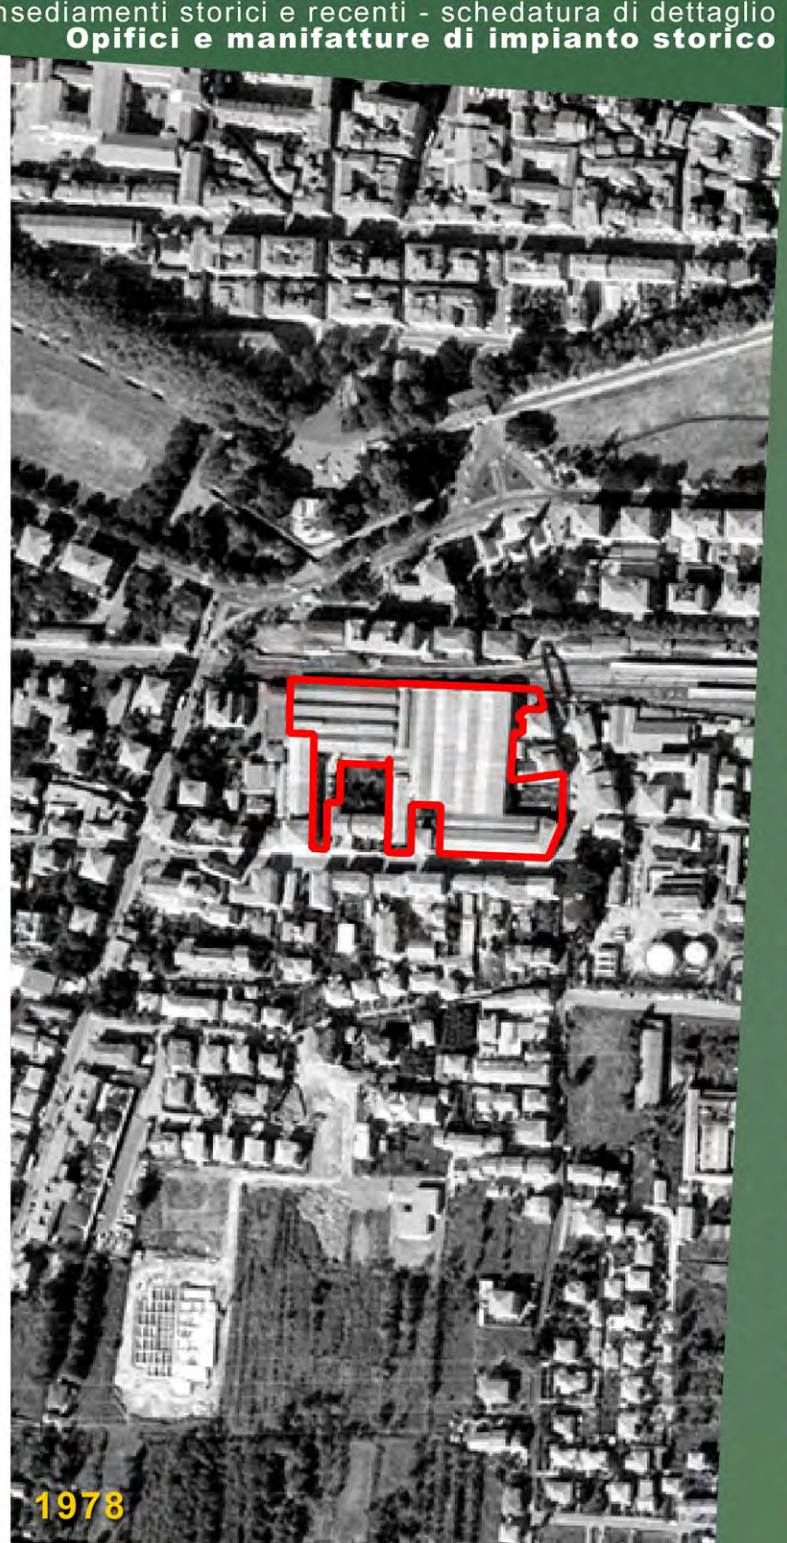 nsediamenti storici e recenti - schedatura di dettaglio
Opifici e manifatture di impianto storico
1978